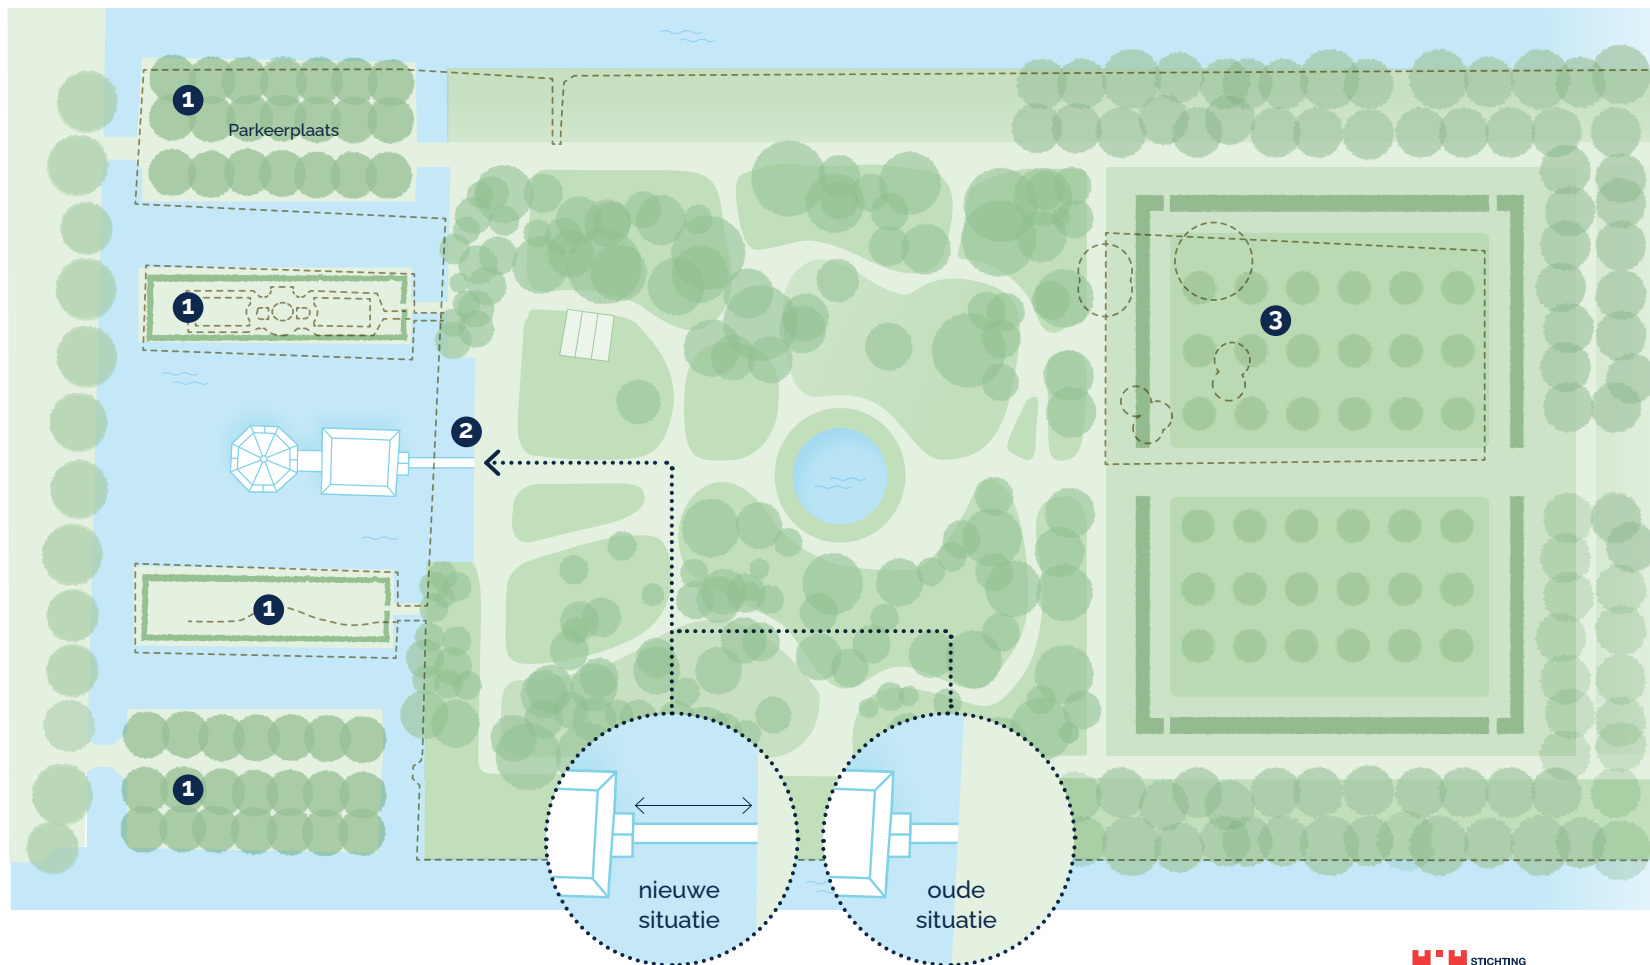 1
Parkeerplaats
1
2
3
1
1
nieuwe
situatie
oude
situatie
STICHTING